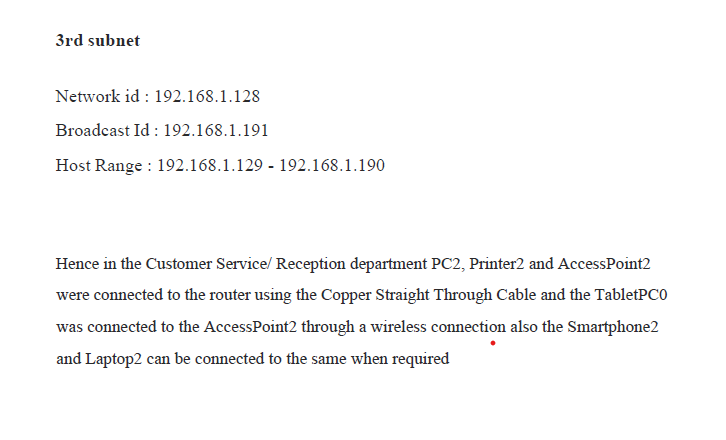 3rd subnet
Network id : 192.168.1.128
Broadcast Id : 192.168.1.191
Host Range : 192.168.1.129 - 192.168.1.190
Hence in the Customer Service/ Reception department PC2, Printer2 and AccessPoint2
were connected to the router using the Copper Straight Through Cable and the TabletPC0
was connected to the AccessPoint2 through a wireless connection also the Smartphone2
and Laptop2 can be connected to the same when required